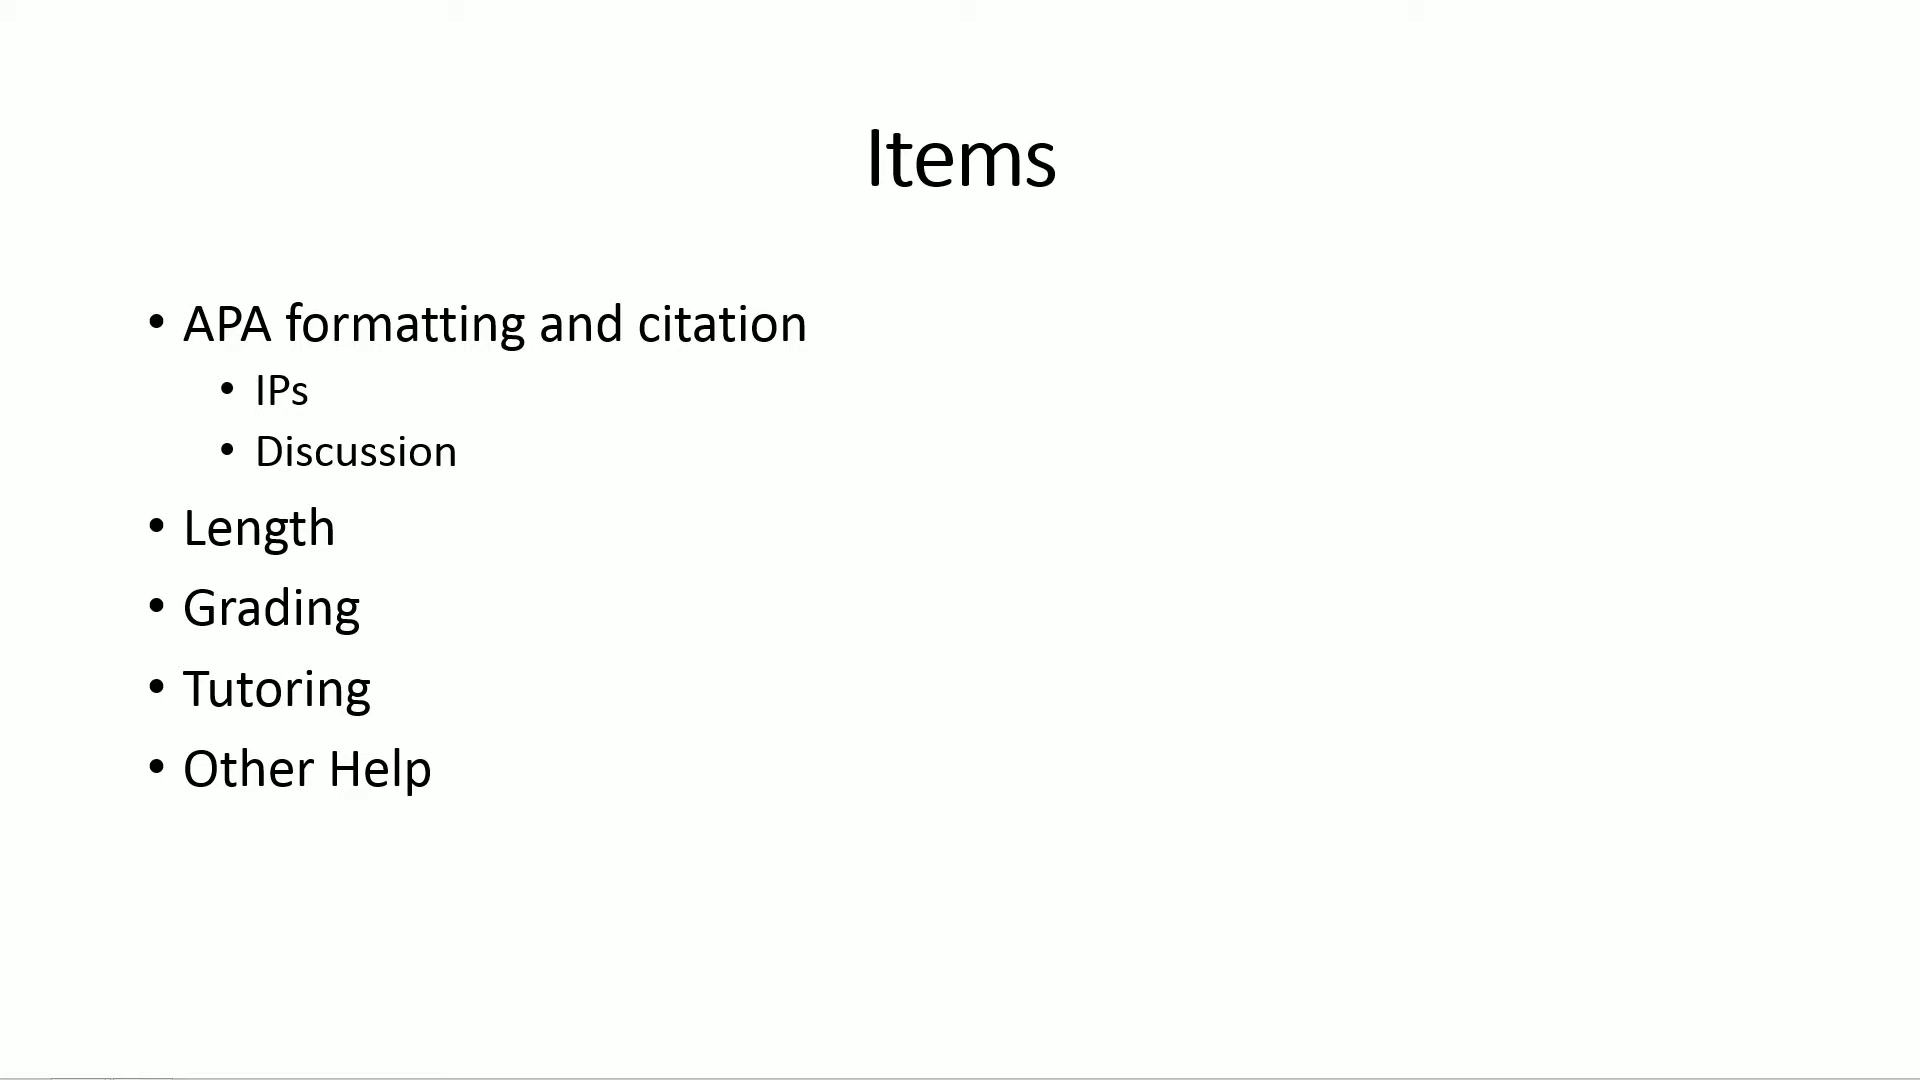 Items
• APA formatting and citation
• IPs
• Discussion
• Length
• Grading
• Tutoring
• Other Help